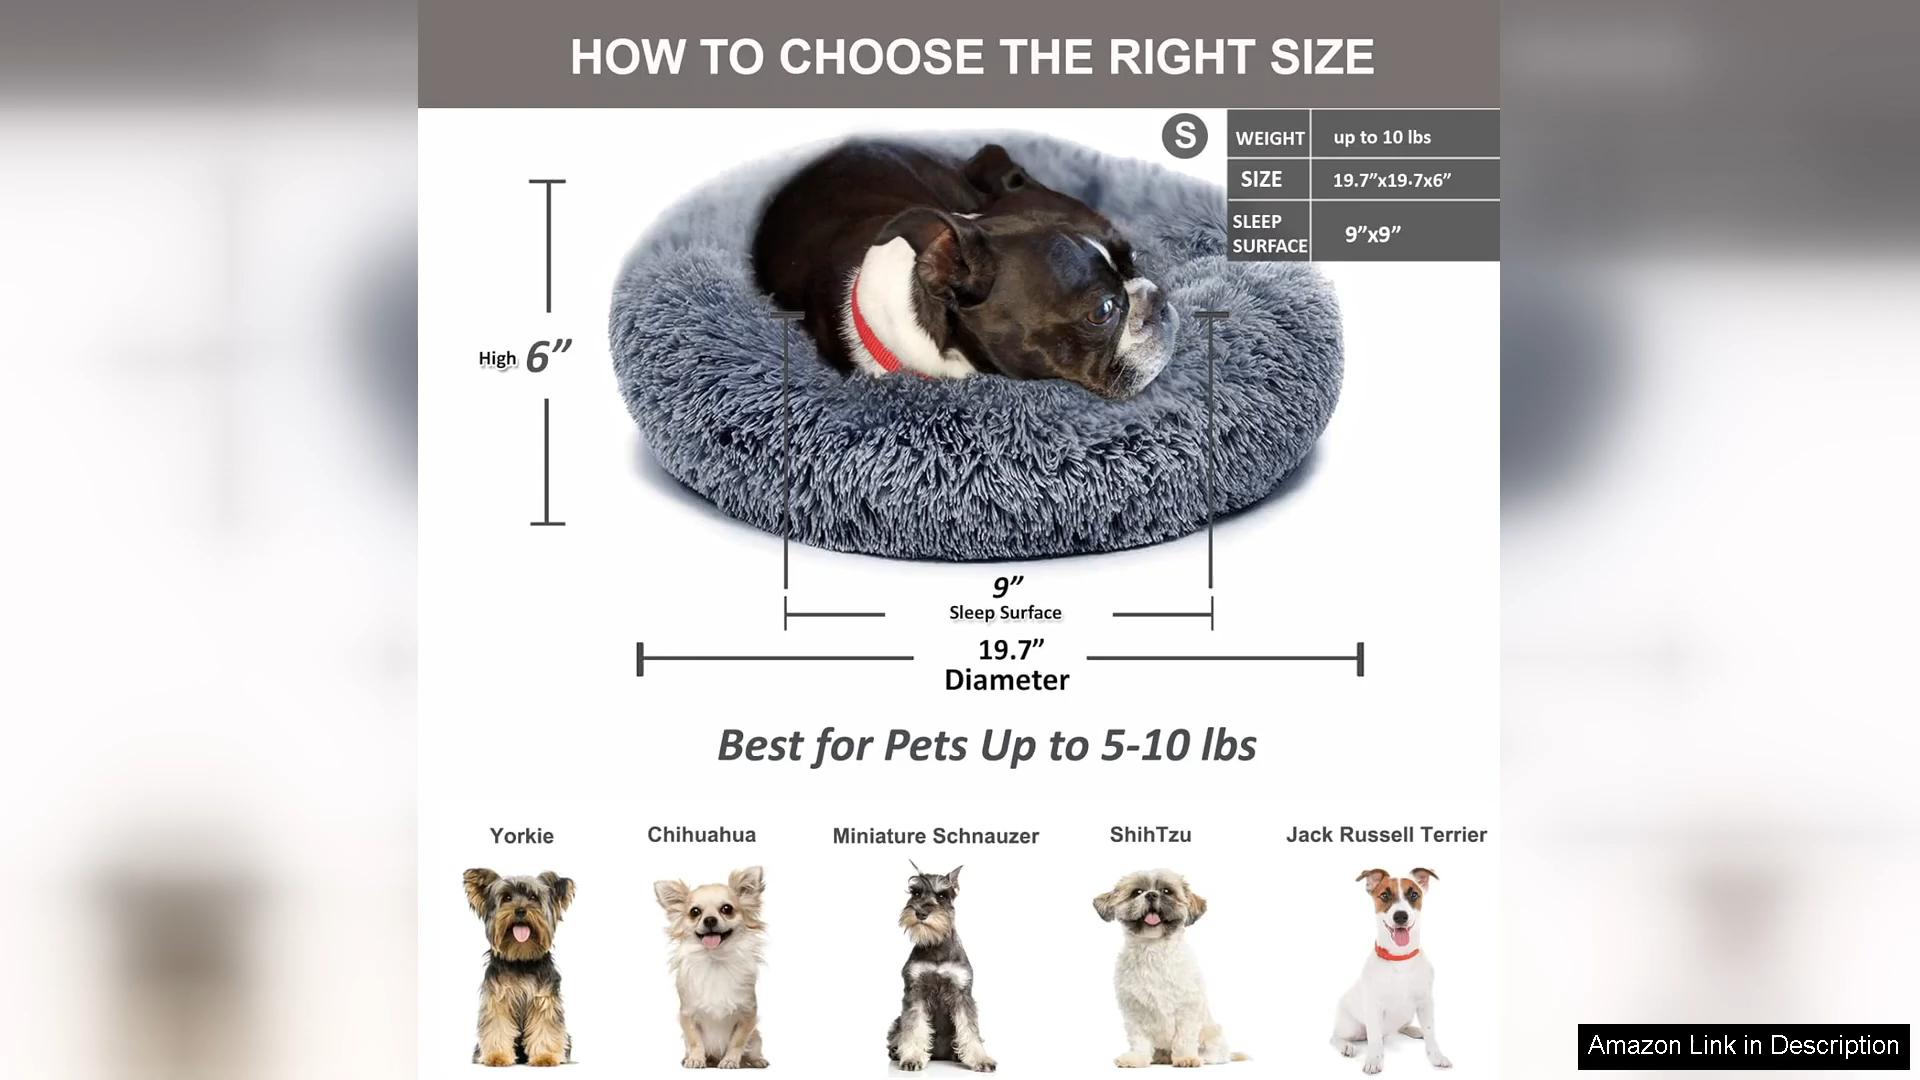 HOW TO CHOOSE THE RIGHT SIZE
S
WEIGHT up to 10 lbs
SIZE 19.7”x19.7x6”
SLEEP
SURFACE 9”x9”
High 6”
9”
Sleep Surface
19.7”
Diameter
Best for Pets Up to 5-10 lbs
Yorkie Chihuahua Miniature Schnauzer ShihTzu Jack Russell Terrier
Amazon Link in Description